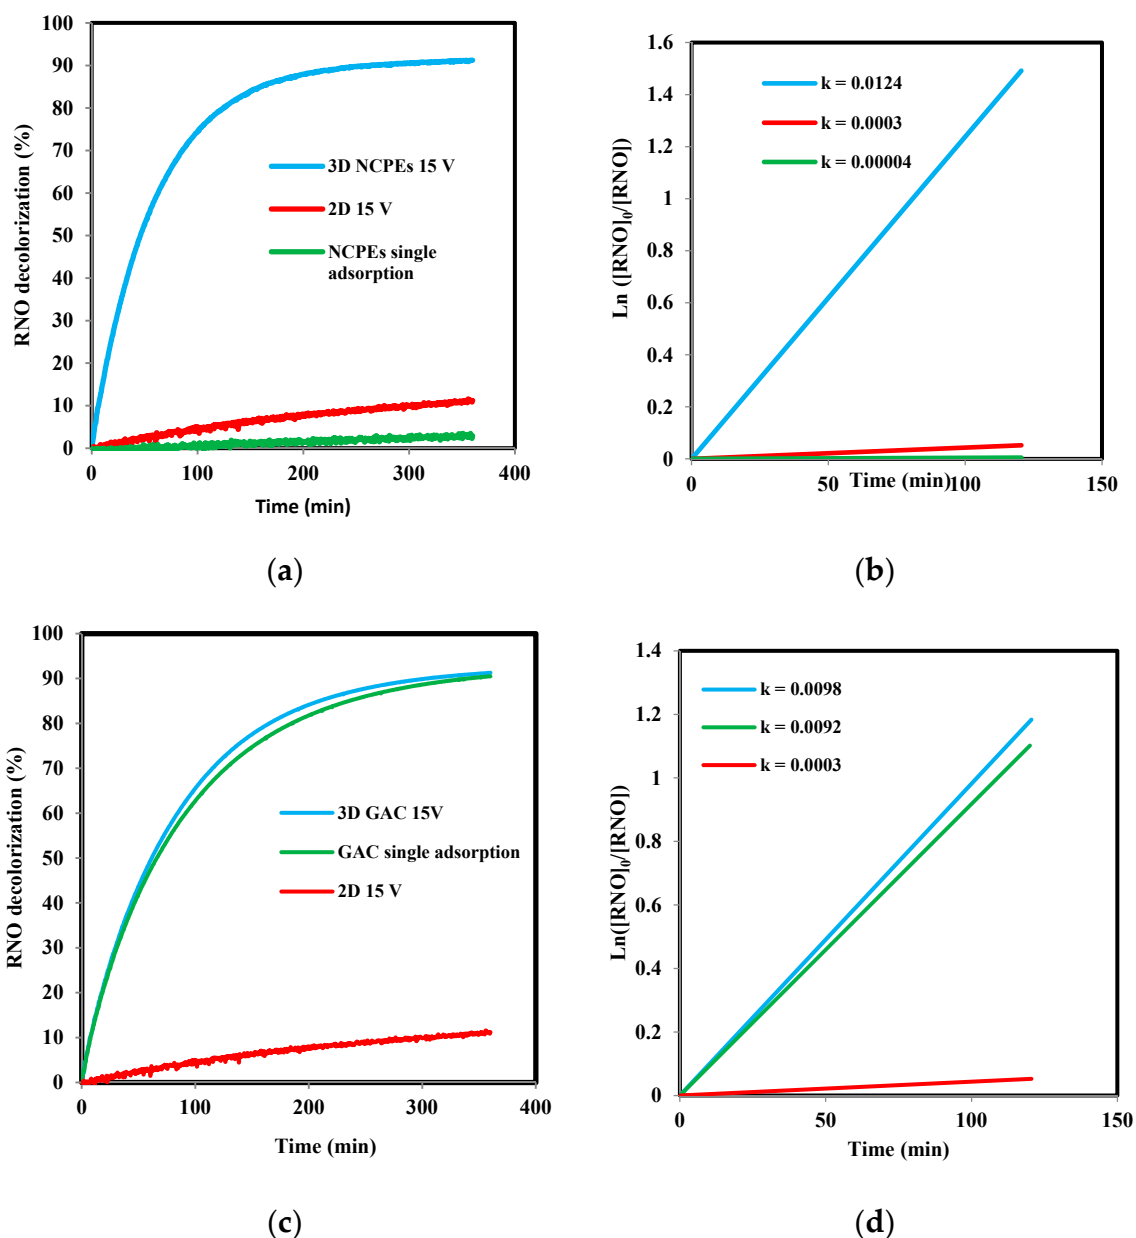 100
90
80
70
60
50
40
30
20
10
0
RNO decolorization (%)
3D NCPEs 15 V
2D 15 V
NCPEs single
adsorption
0 100 200 300 400
Time (min)
(a)
1.6
1.4
1.2
1
0.8
0.6
0.4
0.2
0
Ln ([RNO]0/[RNO])
k = 0.0124
k = 0.0003
k = 0.00004
0 50 100 150
Time (min)
(b)
100
90
80
70
60
50
40
30
20
10
0
RNO decolorization (%)
3D GAC 15V
GAC single adsorption
2D 15 V
0 100 200 300 400
Time (min)
(c)
1.4
1.2
1
0.8
0.6
0.4
0.2
0
Ln([RNO]0/[RNO])
k = 0.0098
k = 0.0092
k = 0.0003
0 50 100 150
Time (min)
(d)